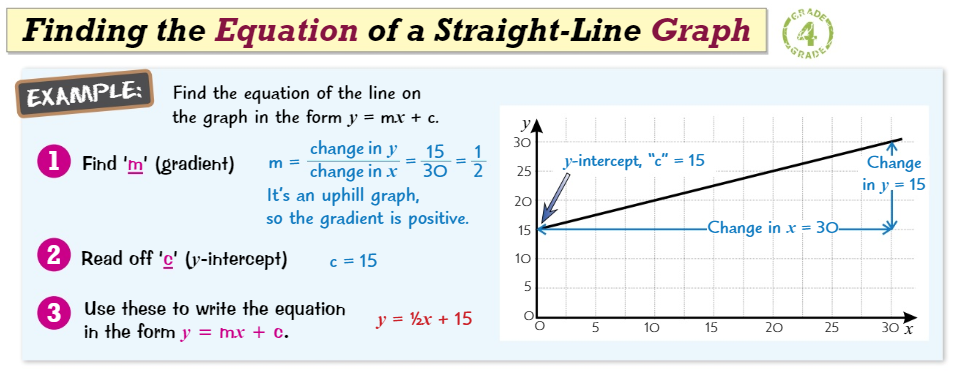 Finding the Equation of a Straight-Line Graph
GRADE
4
GRADE
EXAMPLE:
Find the equation of the line on
the graph in the form y = mx + c.
1 Find 'm' (gradient)
m = change in y / change in x = 15/30 = 1/2
It's an uphill graph,
so the gradient is positive.
2 Read off 'c' (y-intercept)
c = 15
3 Use these to write the equation
in the form y = mx + c.
y = ½x + 15
y
30
25
20
15
10
5
0
y-intercept, "c" = 15
Change
in y = 15
Change in x = 30
0 5 10 15 20 25 30 x